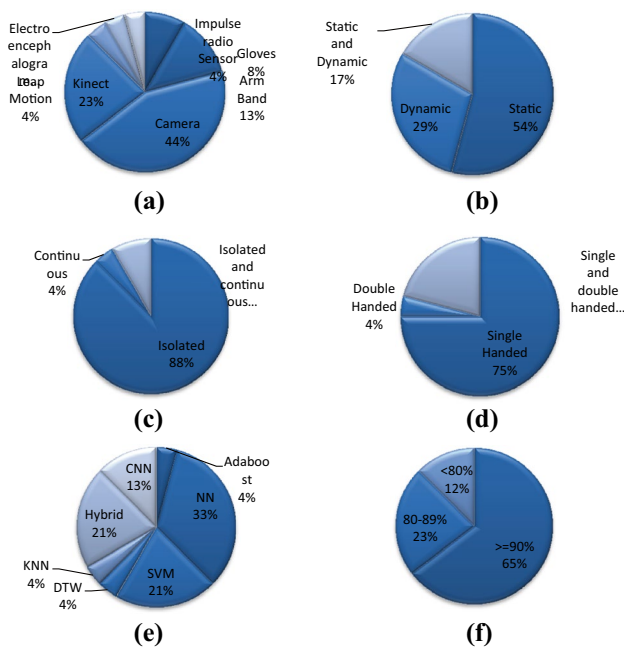 Electro
enceph
alogra
m
Leap
Motion
4%
Kinect
23%
Camera
44%
Impulse
radio
Sensor
4%
Gloves
8%
Arm
Band
13%
(a)
Static
and
Dynamic
17%
Dynamic
29%
Static
54%
(b)
Continu
ous
4%
Isolated
88%
Isolated
and
continu
ous...
(c)
Double
Handed
4%
Single
Handed
75%
Single
and
double
handed...
(d)
CNN
13%
Adaboo
st
4%
NN
33%
Hybrid
21%
KNN
4%
DTW
4%
SVM
21%
(e)
<80%
12%
80-89%
23%
>=90%
65%
(f)